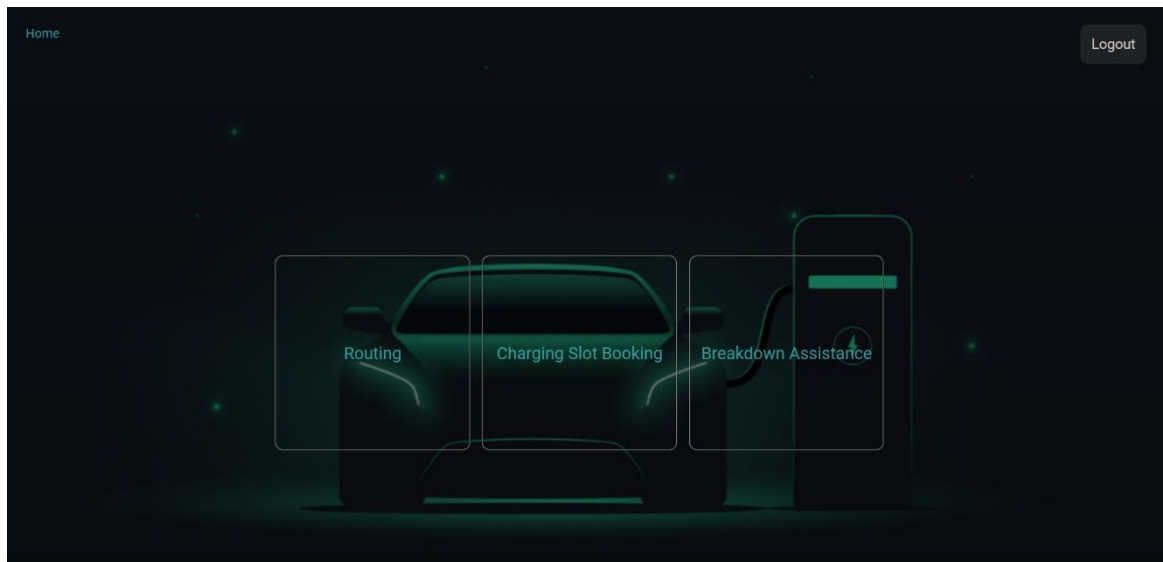 Home
Logout
Routing
Charging Slot Booking
Breakdown Assistance